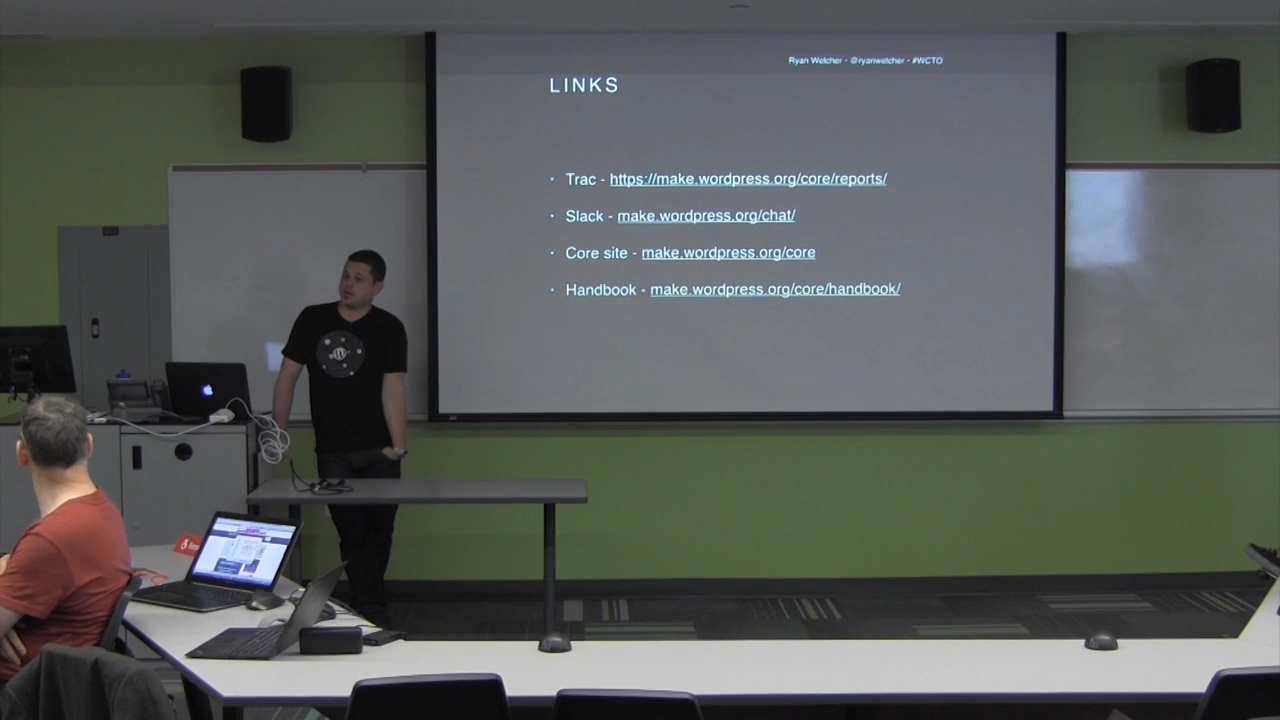 Ryan Welcher - @ryanwelcher - #WCTO
LINKS
· Trac - https://make.wordpress.org/core/reports/
· Slack - make.wordpress.org/chat/
· Core site - make.wordpress.org/core
· Handbook - make.wordpress.org/core/handbook/